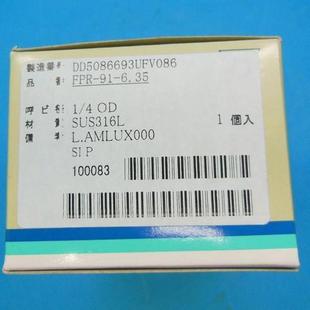 製造番号 DD5086693UFV086
品 番 FPR-91-6.35
呼ビ径 1/4 OD
材 質 SUS316L 1個入
備 考 L.AMLUX000
SI P
100083